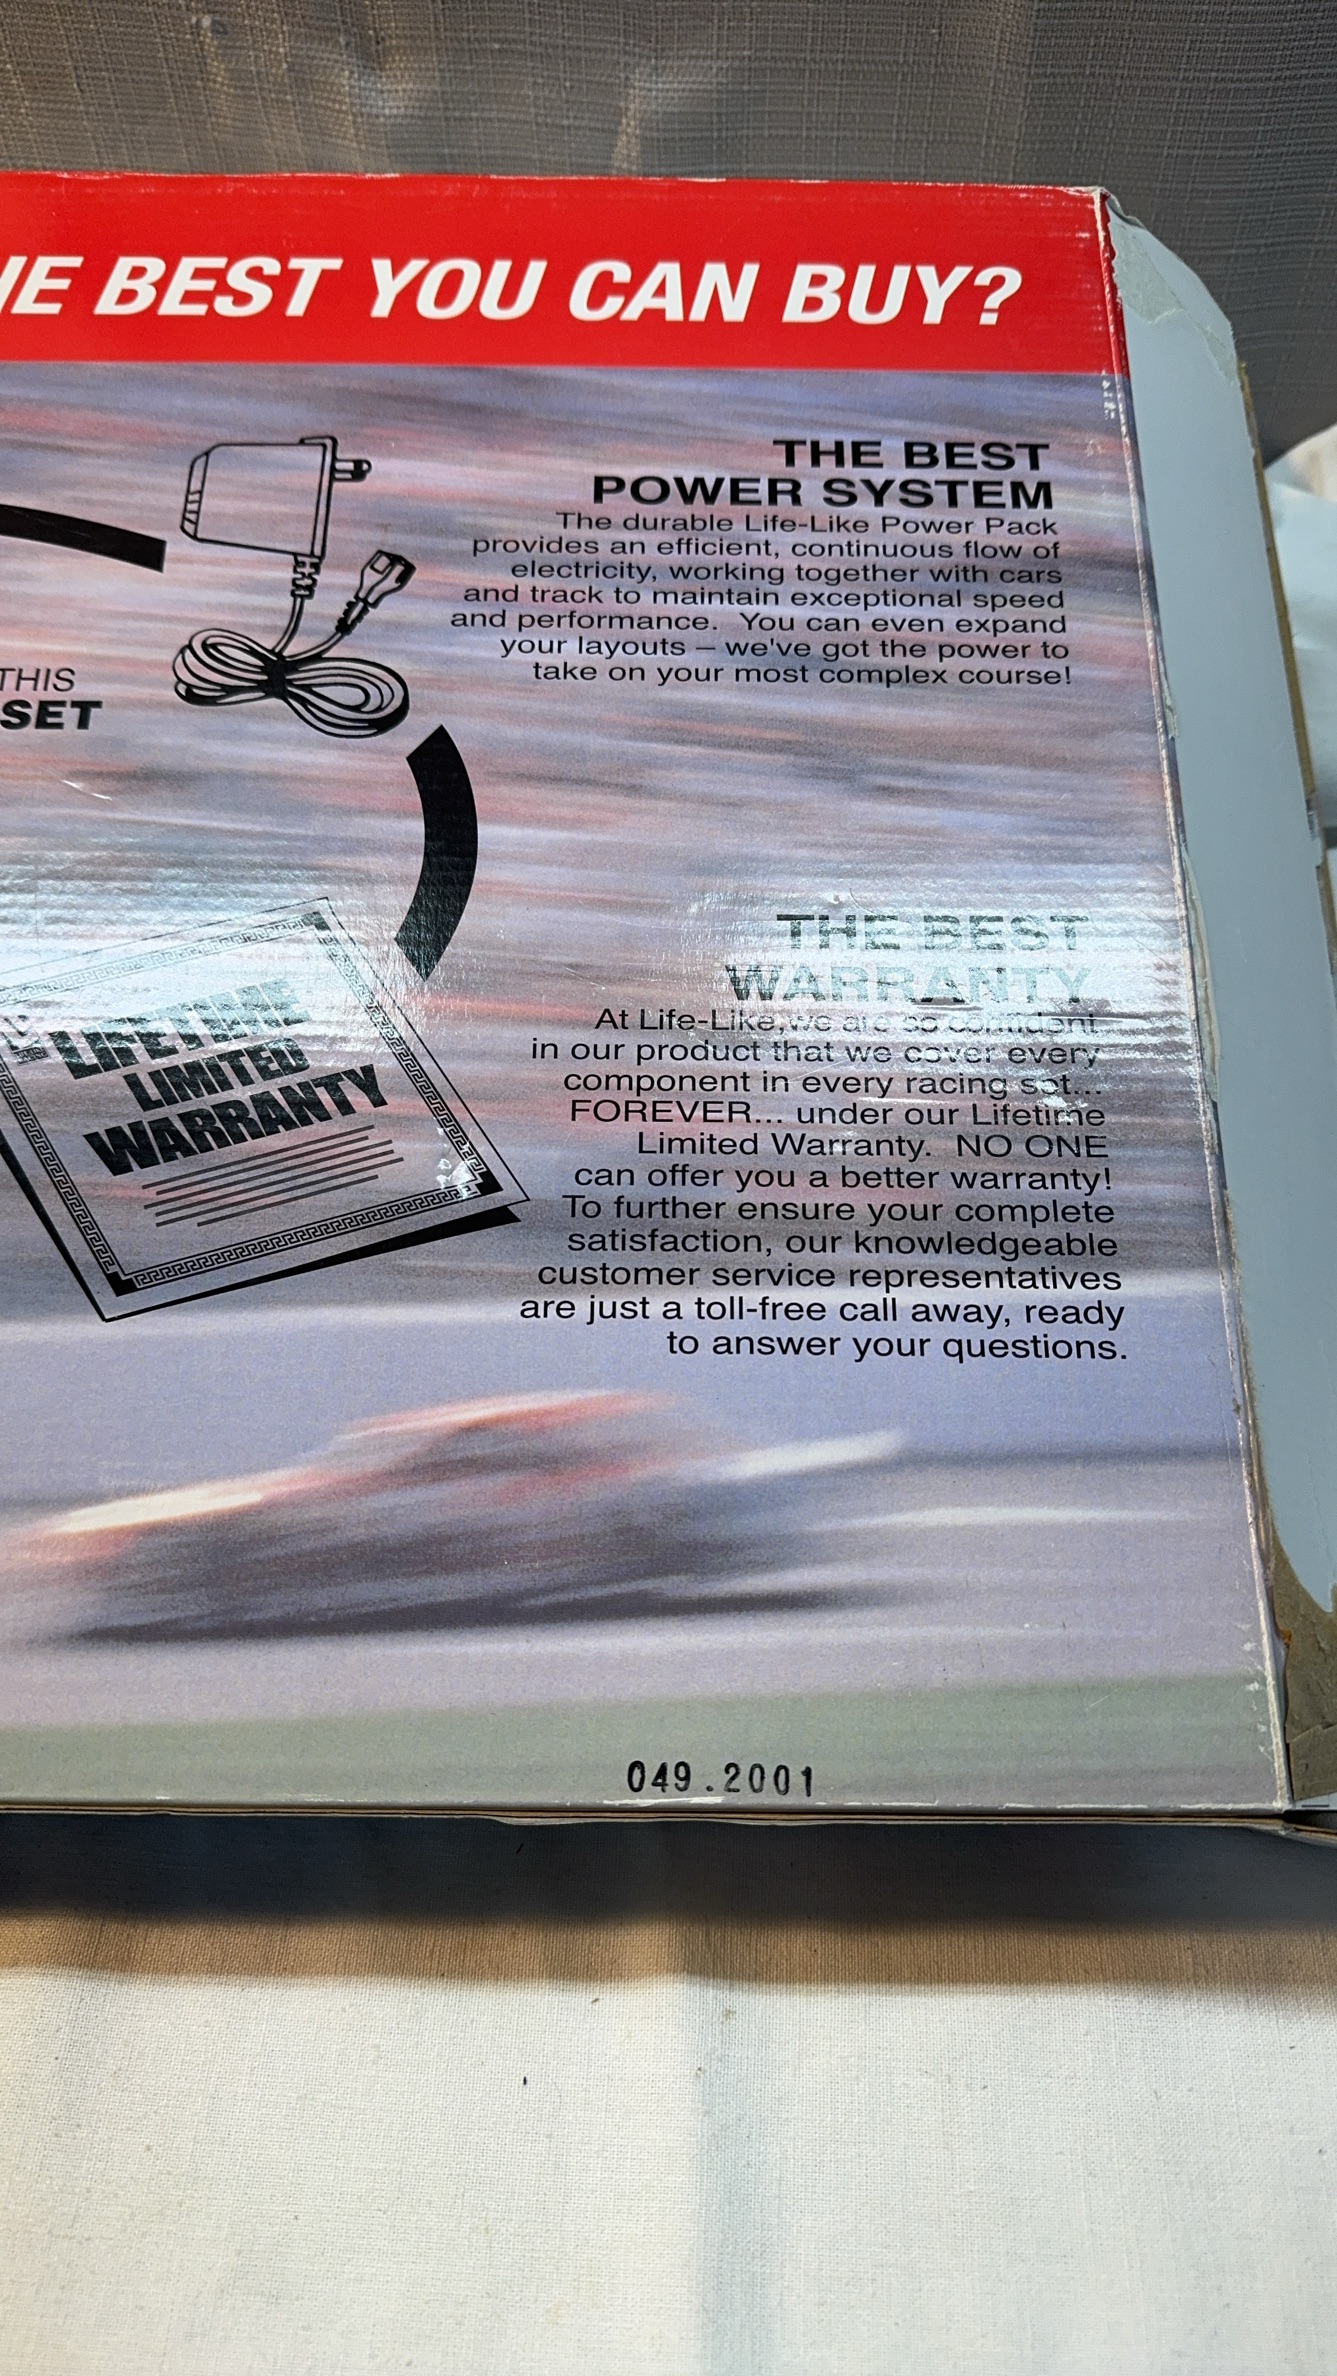 E BEST YOU CAN BUY?
THE BEST
POWER SYSTEM
The durable Life-Like Power Pack
provides an efficient, continuous flow of
electricity, working together with cars
and track to maintain exceptional speed
and performance.  You can even expand
your layouts – we've got the power to
take on your most complex course!
THIS
SET
LIFETIME
LIMITED
WARRANTY
THE BEST
WARRANTY
At Life-Like, we are so confident
in our product that we cover every
component in every racing set...
FOREVER... under our Lifetime
Limited Warranty.  NO ONE
can offer you a better warranty!
To further ensure your complete
satisfaction, our knowledgeable
customer service representatives
are just a toll-free call away, ready
to answer your questions.
049.2001